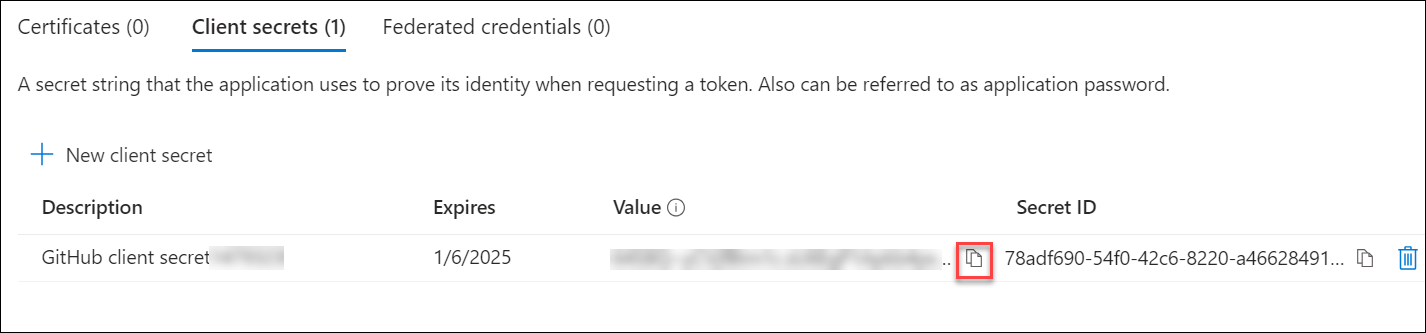 Certificates (0) Client secrets (1) Federated credentials (0)
A secret string that the application uses to prove its identity when requesting a token. Also can be referred to as application password.
New client secret
Description Expires Value Secret ID
GitHub client secret 1/6/2025 .. 78adf690-54f0-42c6-8220-a46628491...